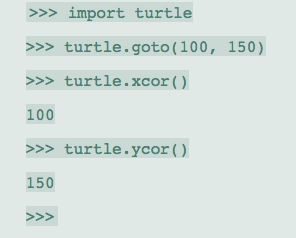 >>> import turtle
>>> turtle.goto(100, 150)
>>> turtle.xcor()
100
>>> turtle.ycor()
150
>>>